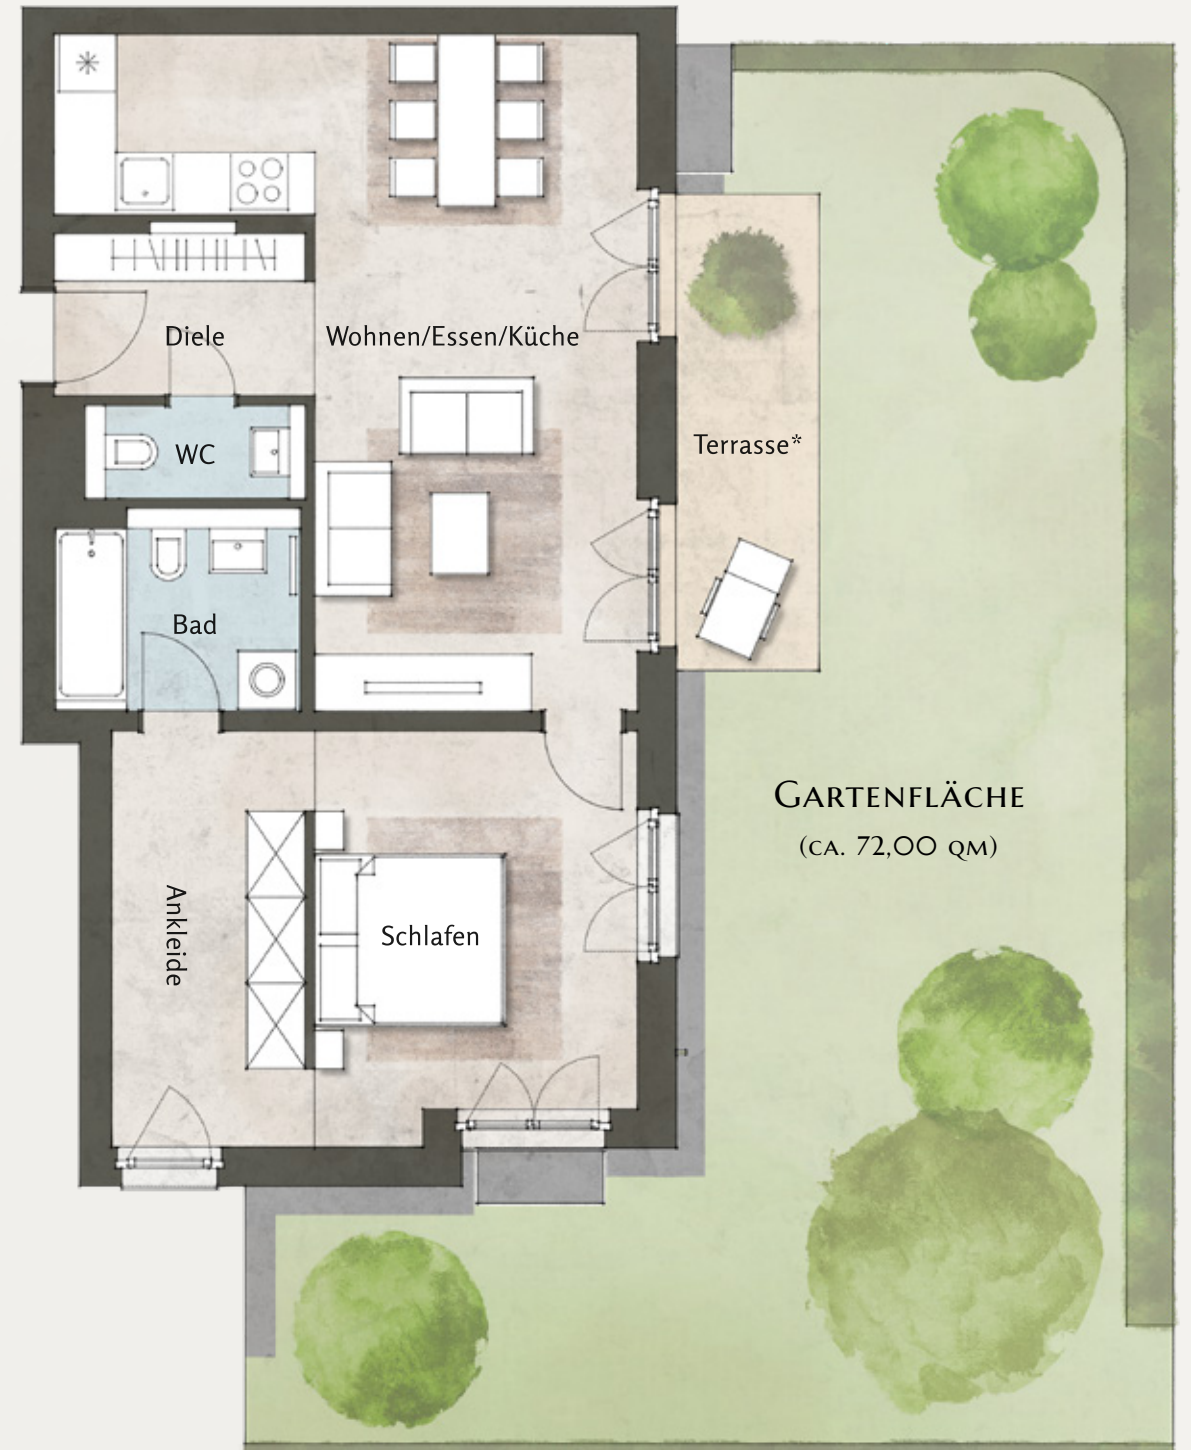 Diele
Wohnen/Essen/Küche
Terrasse*
WC
Bad
Gartenfläche
(ca. 72,00 qm)
Ankleide
Schlafen